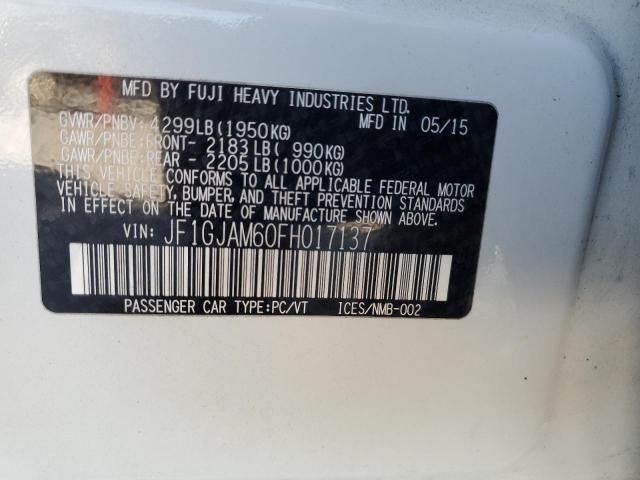 MFD BY FUJI HEAVY INDUSTRIES LTD.
GVWR/PNBV: 4299LB(1950KG) MFD IN 05/15
GAWR/PNBE:FRONT- 2183LB( 990KG)
GAWR/PNBE:REAR - 2205LB(1000KG)
THIS VEHICLE CONFORMS TO ALL APPLICABLE FEDERAL MOTOR
VEHICLE SAFETY, BUMPER, AND THEFT PREVENTION
STANDARDS IN EFFECT ON THE DATE OF MANUFACTURE SHOWN ABOVE.
VIN: JF1GJAM60FH017137
PASSENGER CAR TYPE:PC/VT ICES/NMB-002